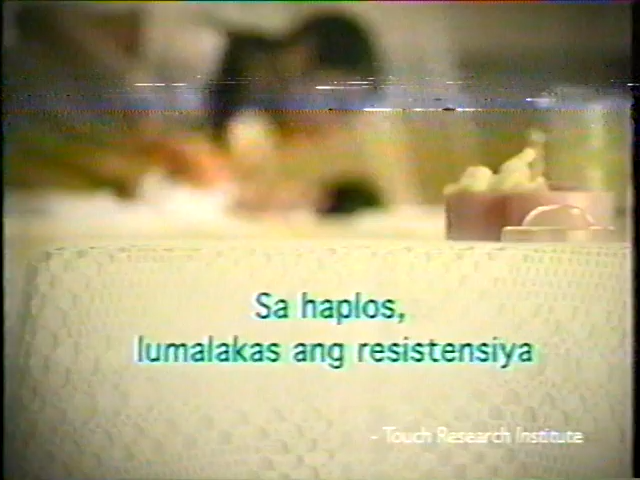 Sa haplos,
lumalakas ang resistensiya
- Touch Research Institute